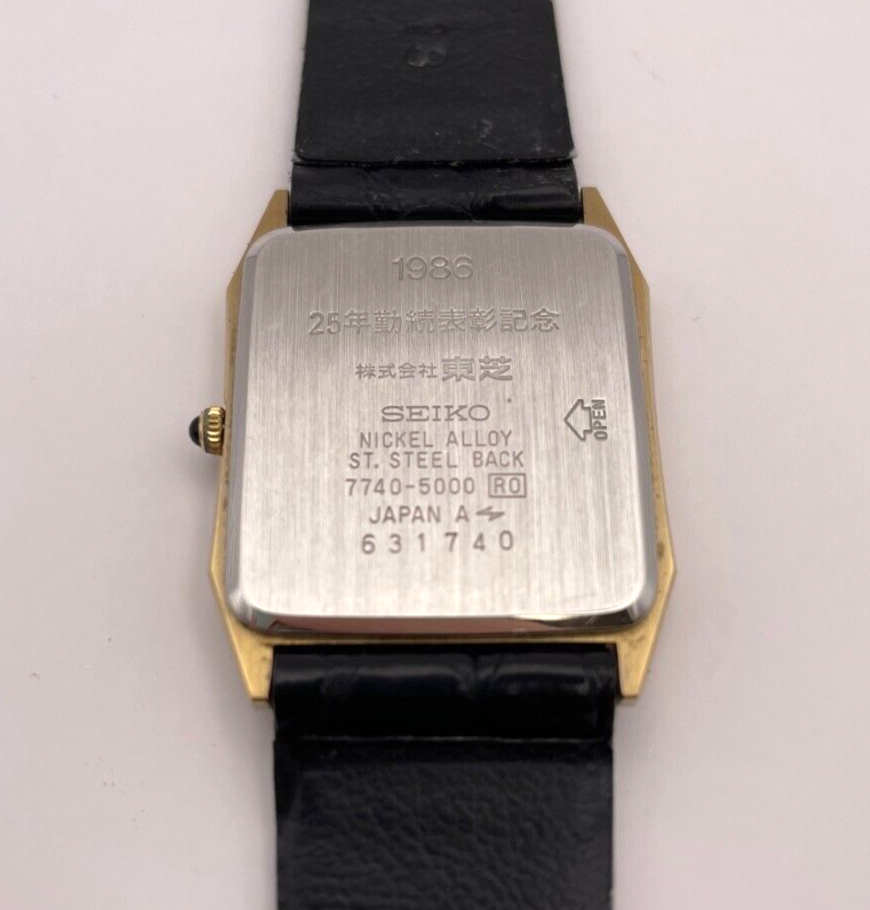 1986
25年勤続表彰記念
株式会社東芝
SEIKO
NICKEL ALLOY
ST. STEEL BACK
7740-5000 RO
JAPAN A
631740
OPEN